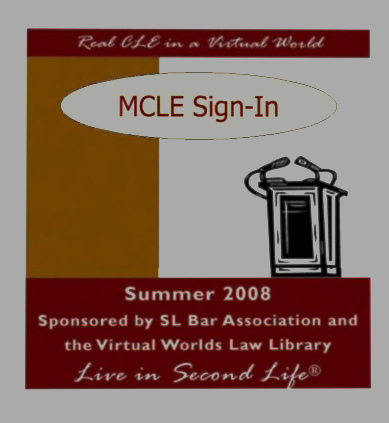 Real CLE in a Virtual World
MCLE Sign-In
Summer 2008
Sponsored by SL Bar Association and
the Virtual Worlds Law Library
Live in Second Life®